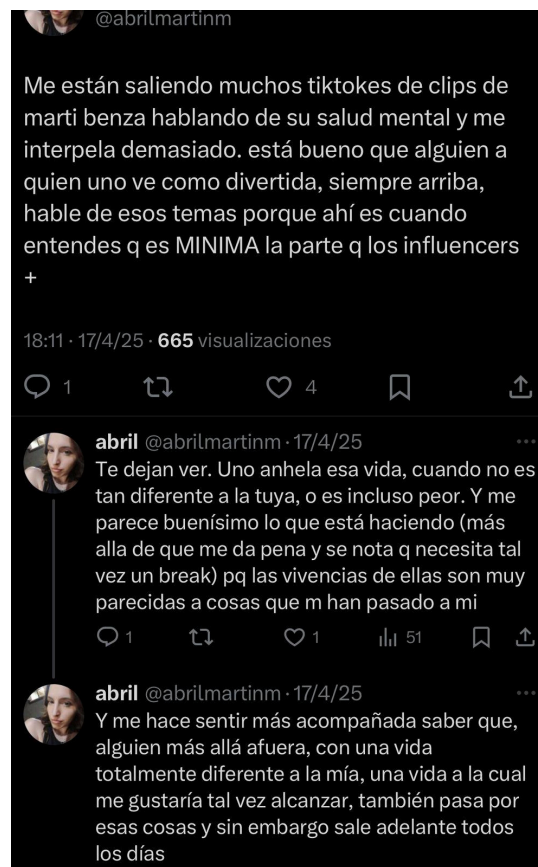 @abrilmartinm
Me están saliendo muchos tiktokes de clips de
marti benza hablando de su salud mental y me
interpela demasiado. está bueno que alguien a
quien uno ve como divertida, siempre arriba,
hable de esos temas porque ahí es cuando
entendes q es MINIMA la parte q los influencers
+
18:11 · 17/4/25 · 665 visualizaciones
1 4
abril @abrilmartinm · 17/4/25
Te dejan ver. Uno anhela esa vida, cuando no es
tan diferente a la tuya, o es incluso peor. Y me
parece buenísimo lo que está haciendo (más
alla de que me da pena y se nota q necesita tal
vez un break) pq las vivencias de ellas son muy
parecidas a cosas que m han pasado a mi
1 1 51
abril @abrilmartinm · 17/4/25
Y me hace sentir más acompañada saber que,
alguien más allá afuera, con una vida
totalmente diferente a la mía, una vida a la cual
me gustaría tal vez alcanzar, también pasa por
esas cosas y sin embargo sale adelante todos
los días